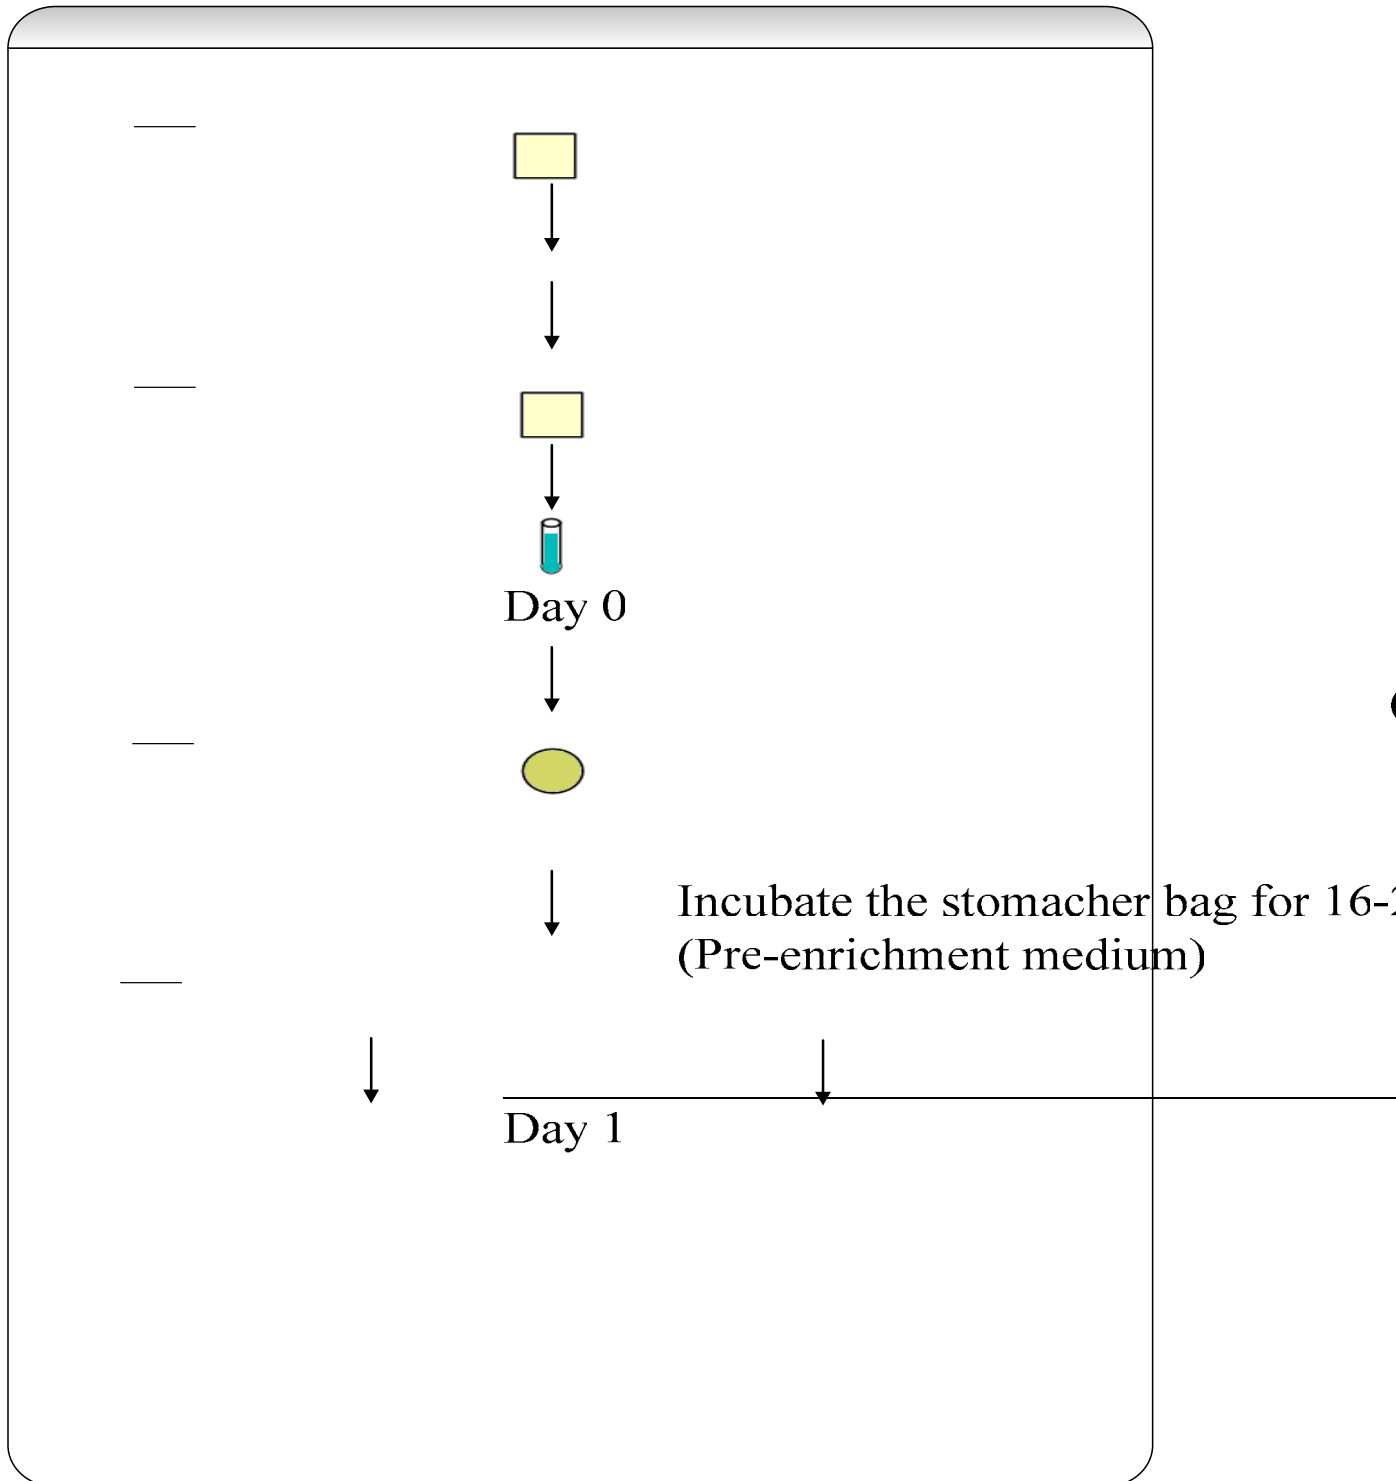 Day 0
Incubate the stomacher bag for 16-
(Pre-enrichment medium)
Day 1